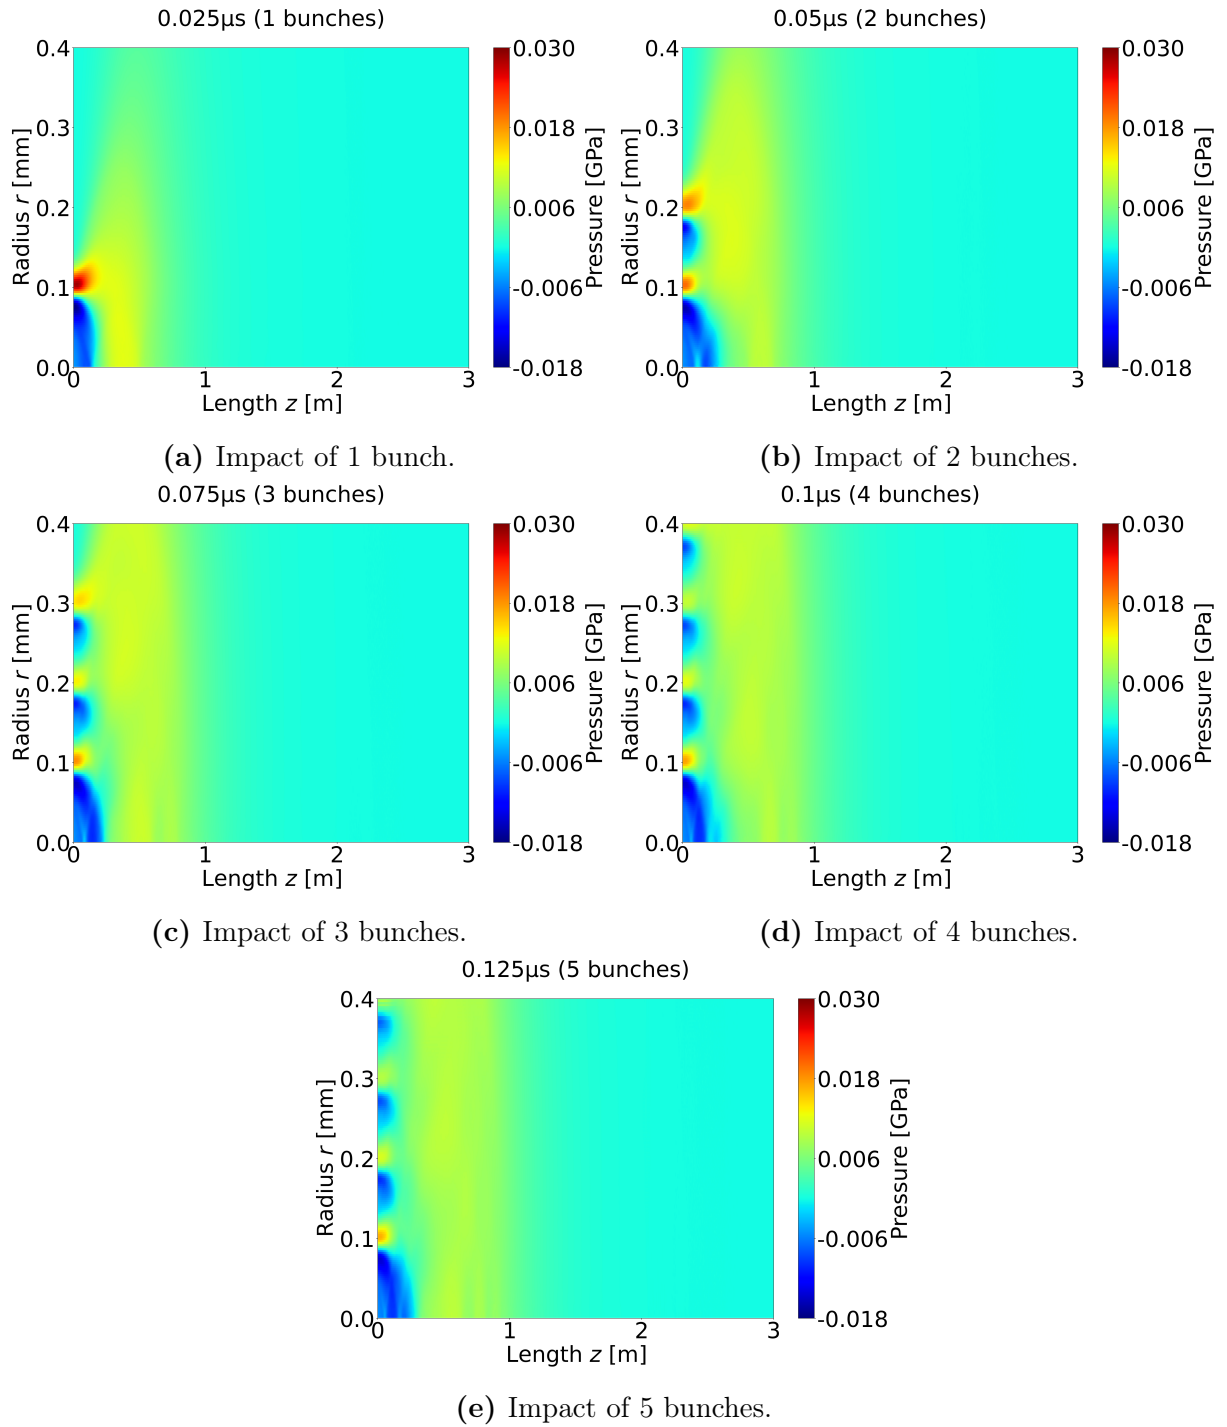 0.025μs (1 bunches)
0.4
0.3
0.2
0.1
0.0
0 1 2 3
Radius r [mm]
Length z [m]
0.030
0.018
0.006
-0.006
-0.018
Pressure [GPa]
(a) Impact of 1 bunch.
0.05μs (2 bunches)
0.4
0.3
0.2
0.1
0.0
0 1 2 3
Radius r [mm]
Length z [m]
0.030
0.018
0.006
-0.006
-0.018
Pressure [GPa]
(b) Impact of 2 bunches.
0.075μs (3 bunches)
0.4
0.3
0.2
0.1
0.0
0 1 2 3
Radius r [mm]
Length z [m]
0.030
0.018
0.006
-0.006
-0.018
Pressure [GPa]
(c) Impact of 3 bunches.
0.1μs (4 bunches)
0.4
0.3
0.2
0.1
0.0
0 1 2 3
Radius r [mm]
Length z [m]
0.030
0.018
0.006
-0.006
-0.018
Pressure [GPa]
(d) Impact of 4 bunches.
0.125μs (5 bunches)
0.4
0.3
0.2
0.1
0.0
0 1 2 3
Radius r [mm]
Length z [m]
0.030
0.018
0.006
-0.006
-0.018
Pressure [GPa]
(e) Impact of 5 bunches.